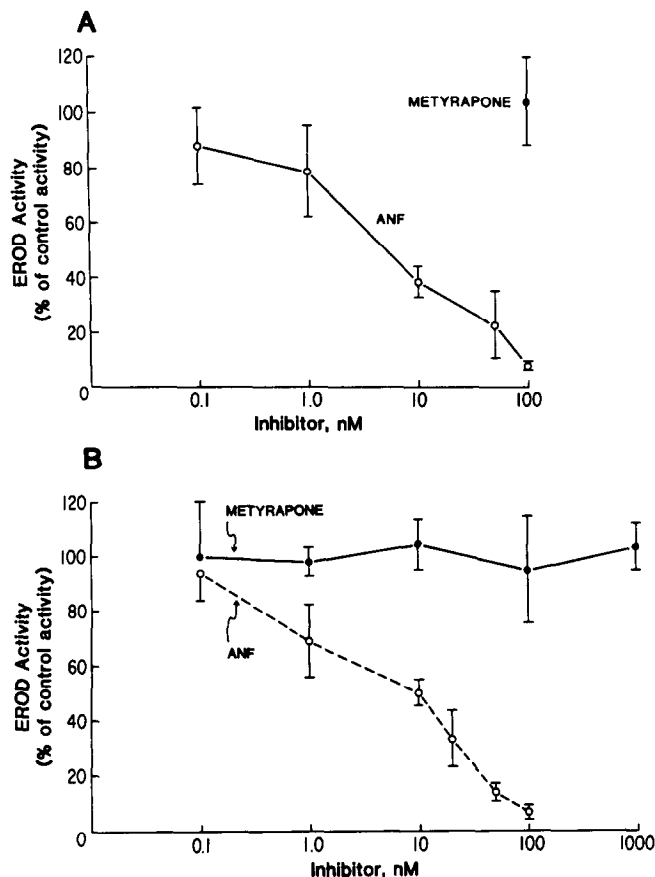 A
EROD Activity
(% of control activity)
120
100
80
60
40
20
0
METYRAPONE
ANF
0.1
1.0
10
100
Inhibitor, nM
B
EROD Activity
(% of control activity)
120
100
80
60
40
20
0
METYRAPONE
ANF
0.1
1.0
10
100
1000
Inhibitor, nM